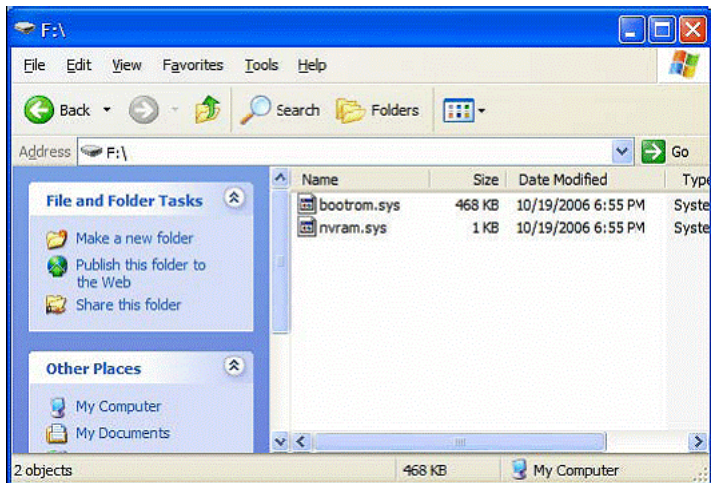 F:\
File Edit View Favorites Tools Help
Back Search Folders
Address F:\ Go
File and Folder Tasks
Make a new folder
Publish this folder to
the Web
Share this folder
Other Places
My Computer
My Documents
Name Size Date Modified Type
bootrom.sys 468 KB 10/19/2006 6:55 PM Syste
nvram.sys 1 KB 10/19/2006 6:55 PM Syste
2 objects 468 KB My Computer